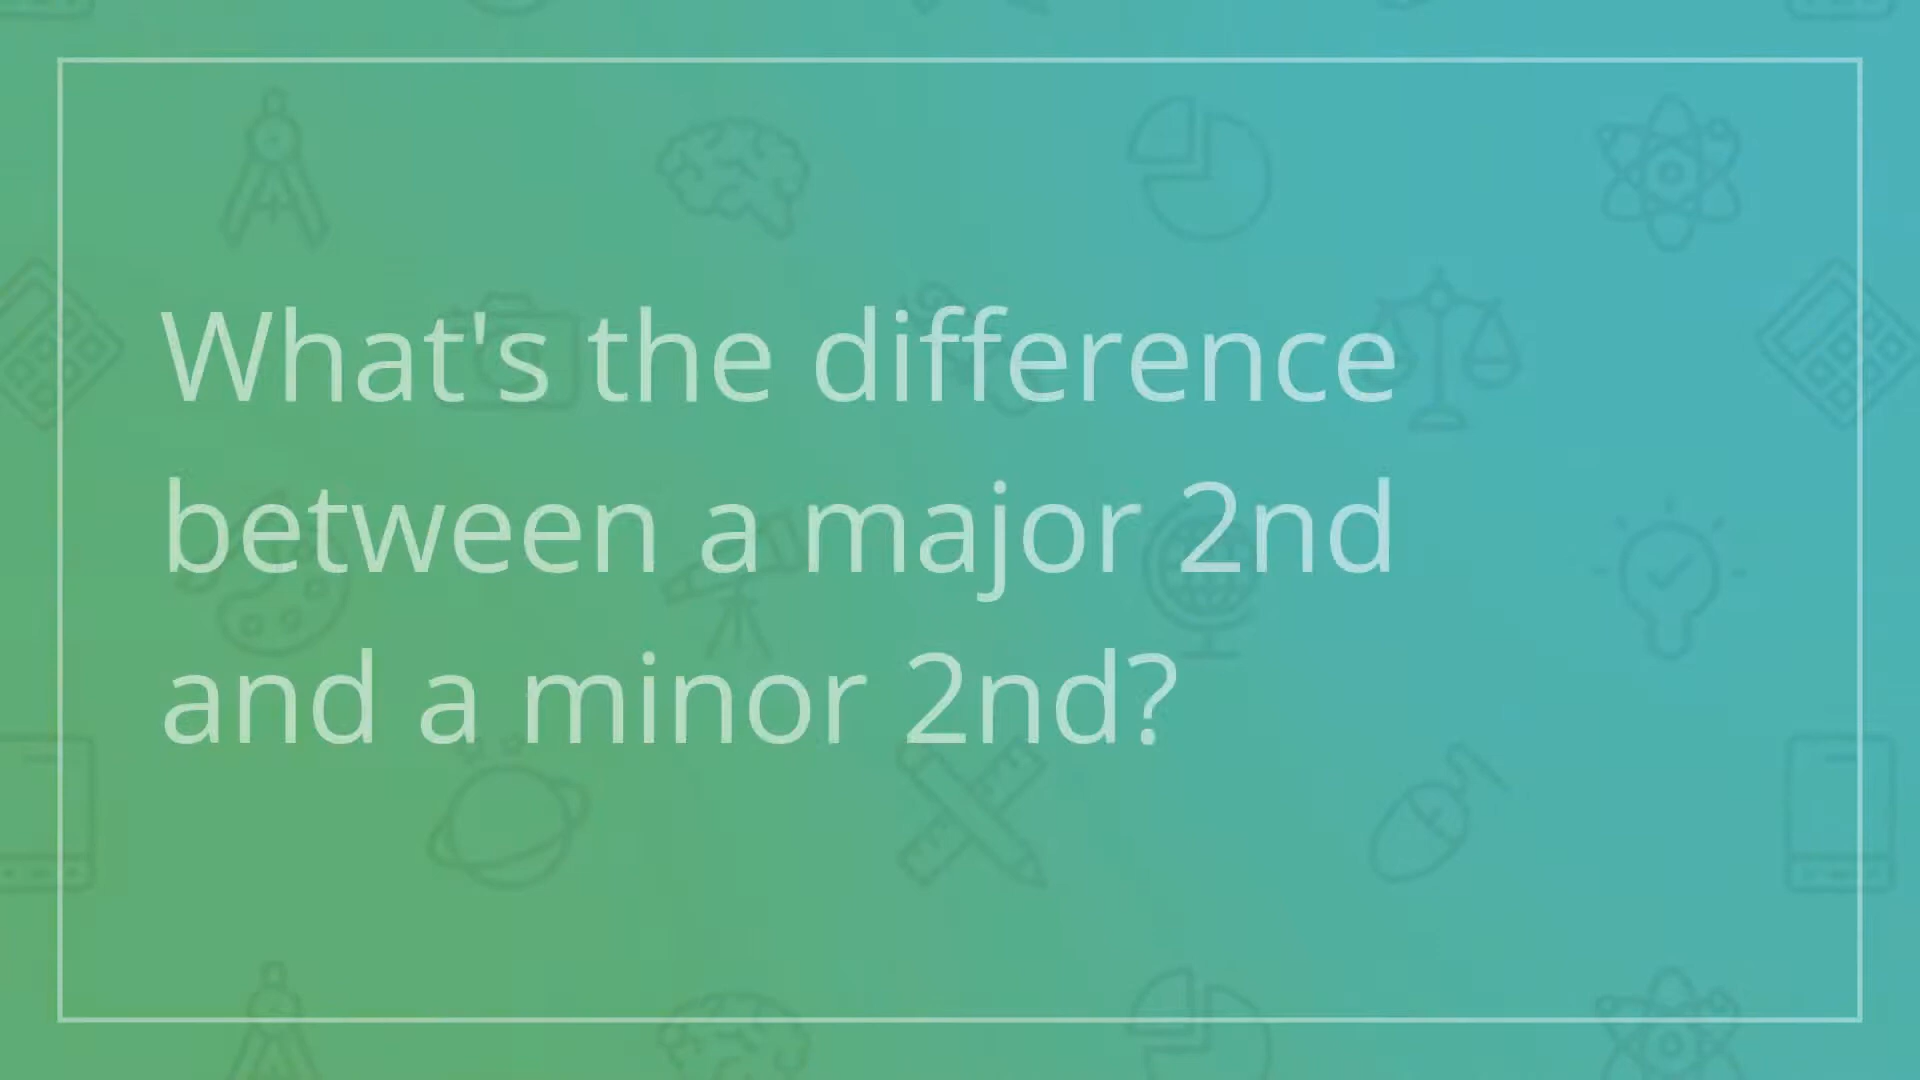 What's the difference
between a major 2nd
and a minor 2nd?